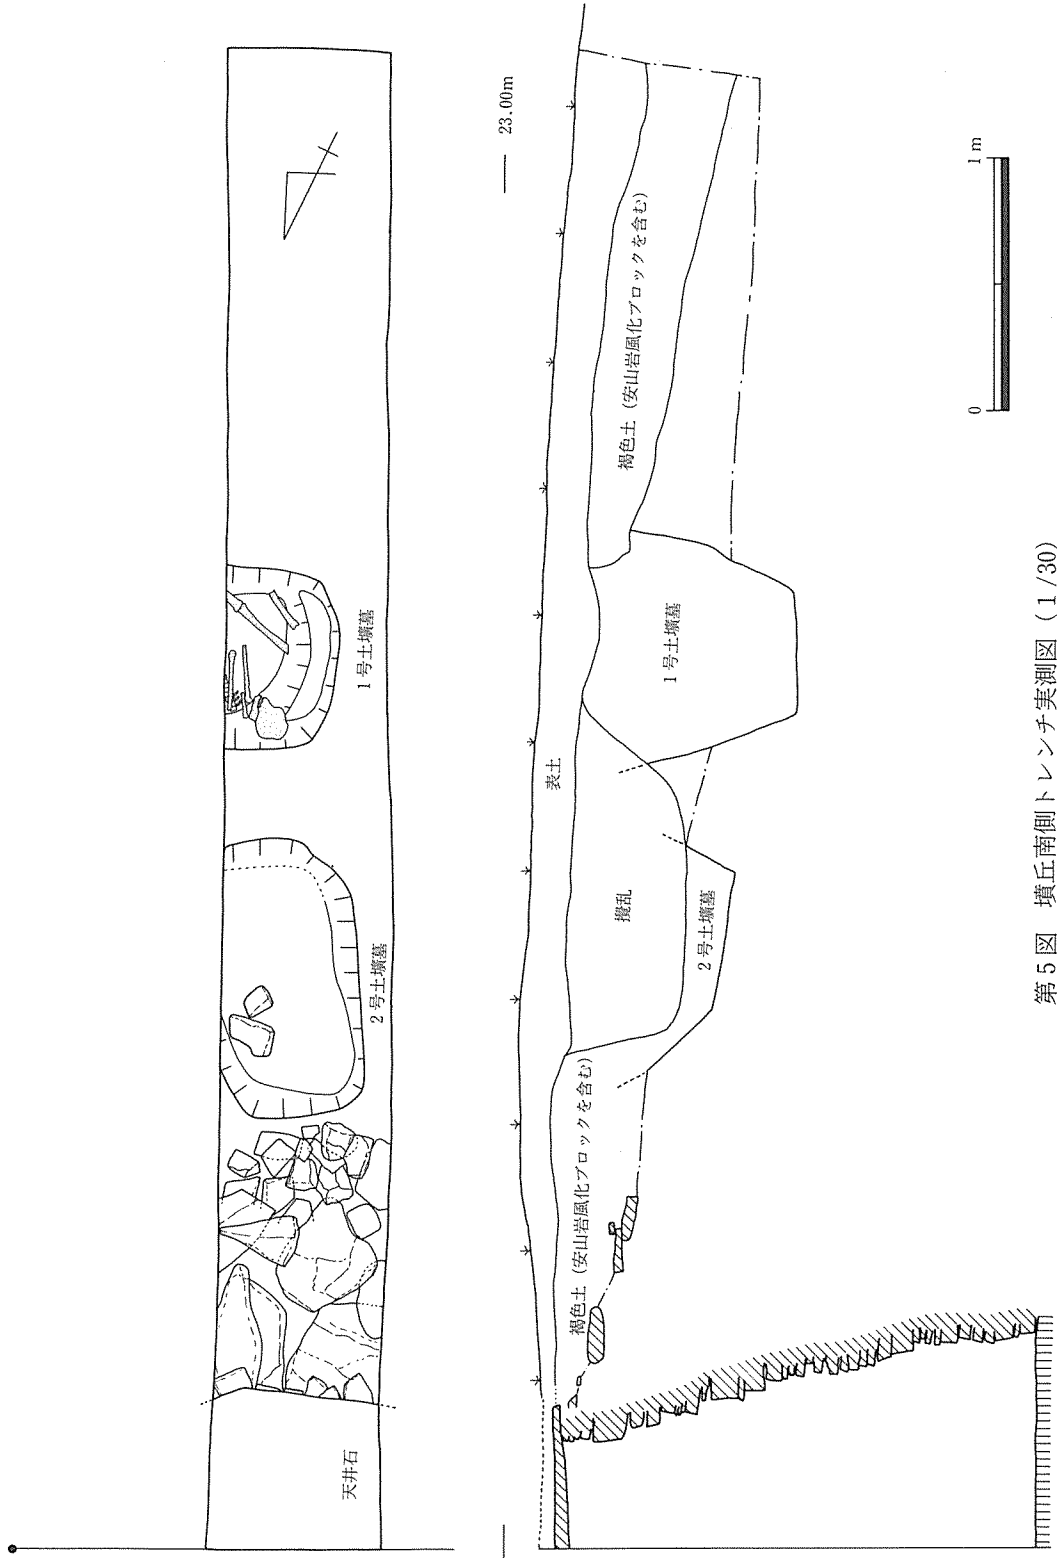 天井石
2号土壙墓
1号土壙墓
23.00m
表土
褐色土（安山岩風化ブロックを含む）
攪乱
2号土壙墓
1号土壙墓
褐色土（安山岩風化ブロックを含む）
0
1 m
第5図 墳丘南側トレンチ実測図（1/30）